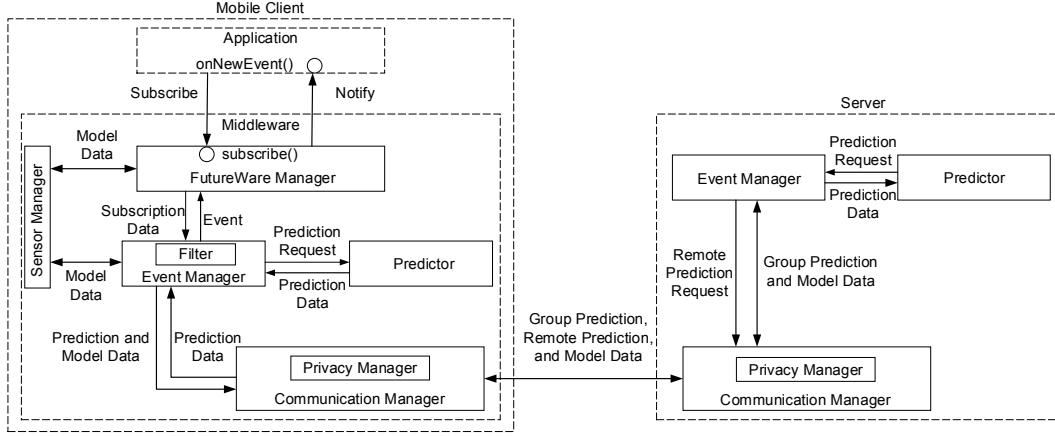 Mobile Client
Application
onNewEvent()
Subscribe
Notify
Middleware
Model
Data
subscribe()
FutureWare Manager
Sensor Manager
Subscription
Data
Event
Filter
Event Manager
Model
Data
Prediction
Request
Prediction
Data
Predictor
Prediction and
Model Data
Prediction
Data
Privacy Manager
Communication Manager
Group Prediction,
Remote Prediction,
and Model Data
Server
Event Manager
Prediction
Request
Prediction
Data
Predictor
Remote
Prediction
Request
Group Prediction
and Model Data
Privacy Manager
Communication Manager